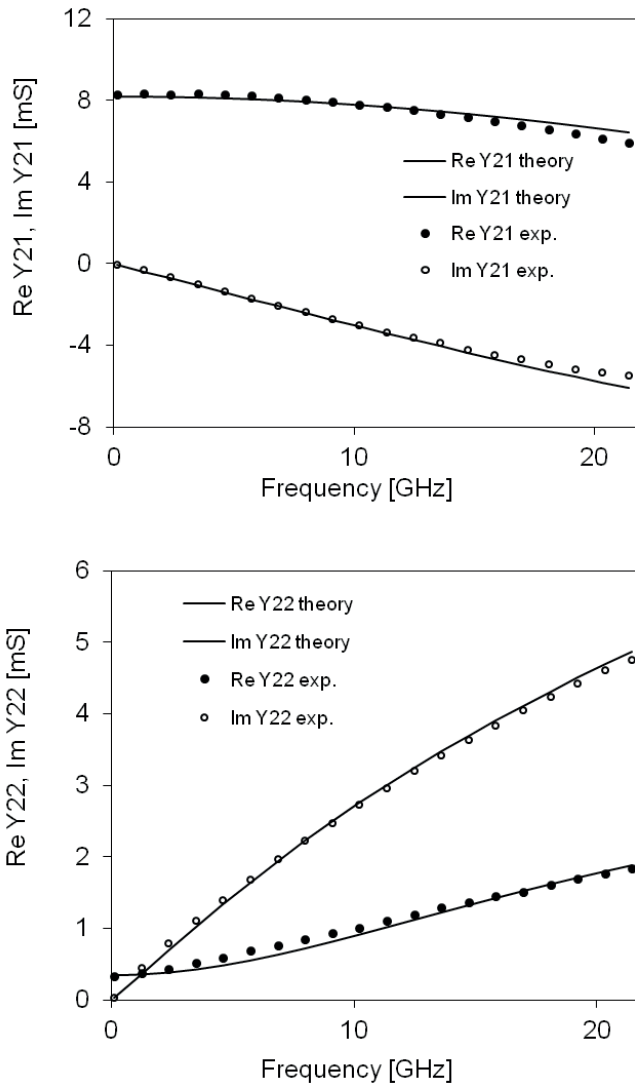 12
8
4
0
-4
-8
Re Y21, Im Y21 [mS]
Re Y21 theory
Im Y21 theory
Re Y21 exp.
Im Y21 exp.
0
10
20
Frequency [GHz]
6
5
4
3
2
1
0
Re Y22, Im Y22 [mS]
Re Y22 theory
Im Y22 theory
Re Y22 exp.
Im Y22 exp.
0
10
20
Frequency [GHz]